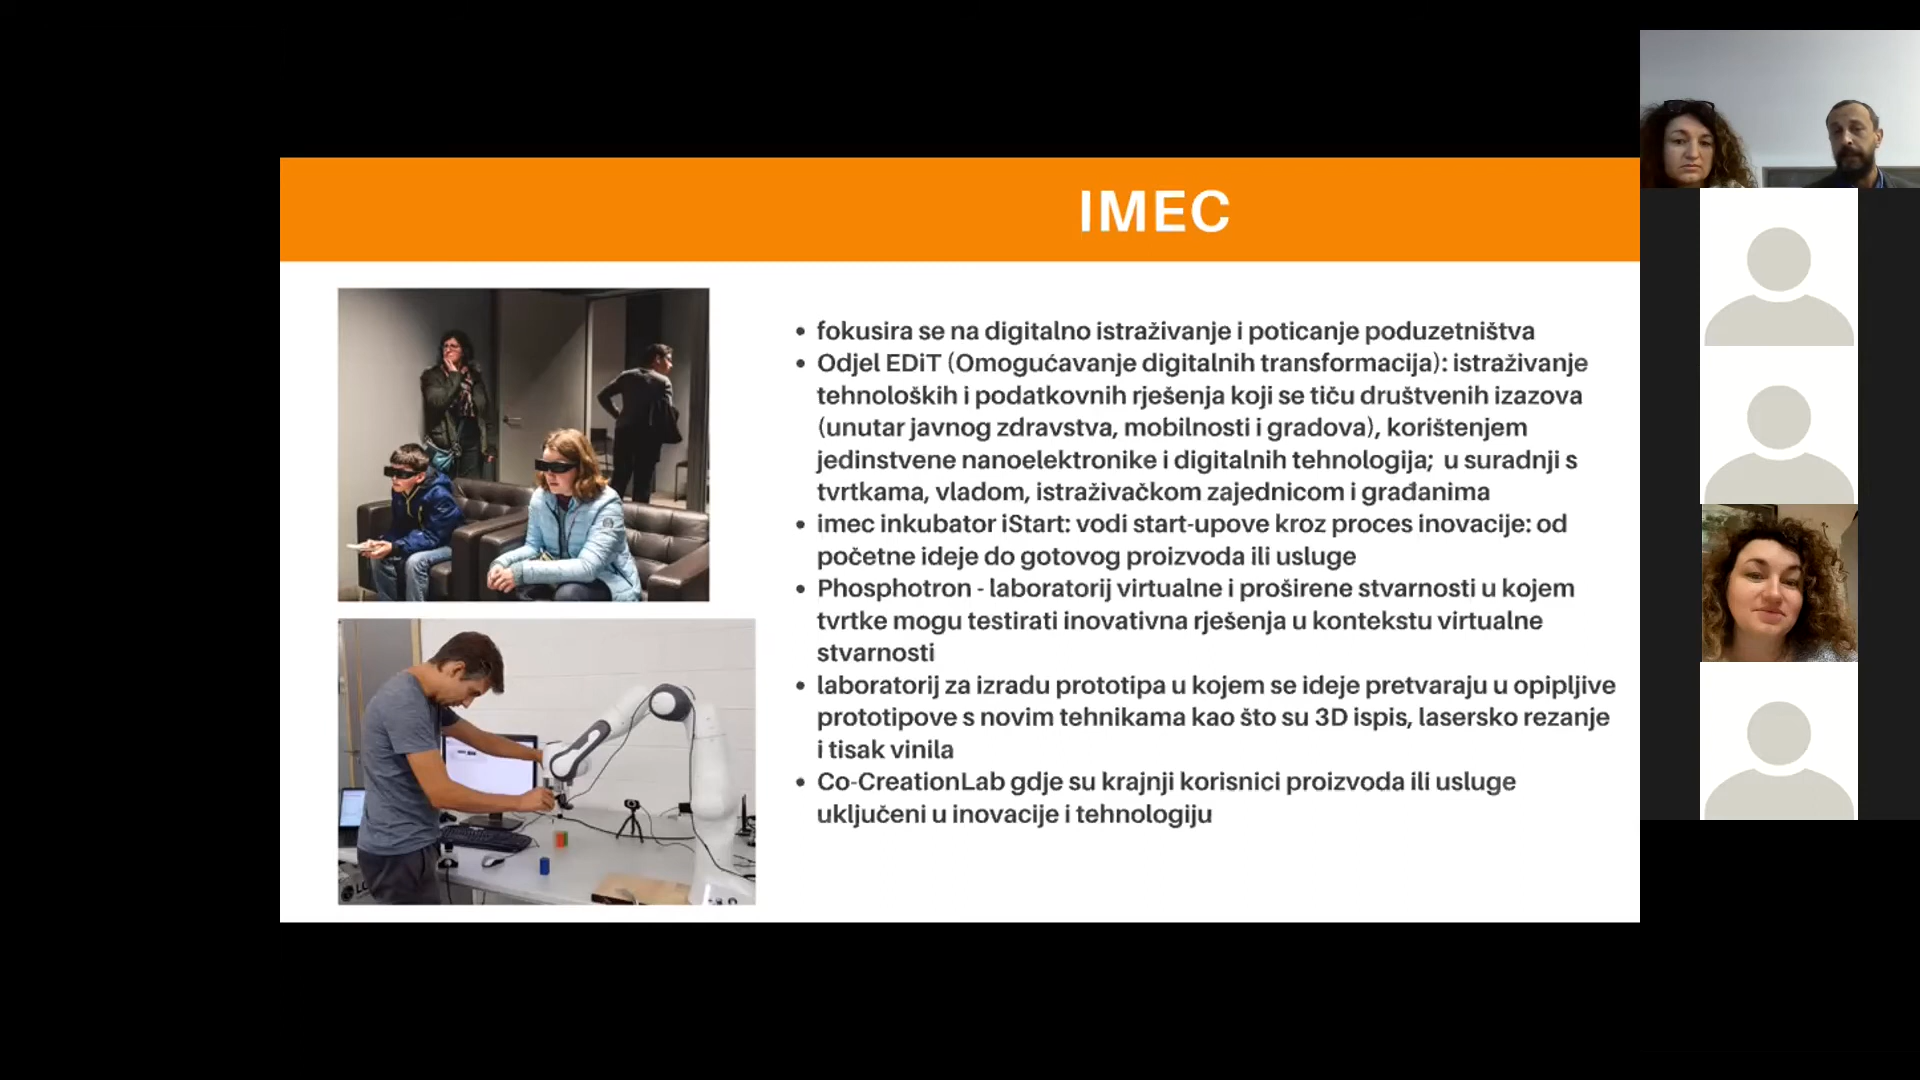 IMEC
• fokusira se na digitalno istraživanje i poticanje poduzetništva
• Odjel EDiT (Omogućavanje digitalnih transformacija): istraživanje
tehnoloških i podatkovnih rješenja koji se tiču društvenih izazova
(unutar javnog zdravstva, mobilnosti i gradova), korištenjem
jedinstvene nanoelektronike i digitalnih tehnologija; u suradnji s
tvrtkama, vladom, istraživačkom zajednicom i građanima
• imec inkubator iStart: vodi start-upove kroz proces inovacije: od
početne ideje do gotovog proizvoda ili usluge
• Phosphotron - laboratorij virtualne i proširene stvarnosti u kojem
tvrtke mogu testirati inovativna rješenja u kontekstu virtualne
stvarnosti
• laboratorij za izradu prototipa u kojem se ideje pretvaraju u opipljive
prototipove s novim tehnikama kao što su 3D ispis, lasersko rezanje
i tisak vinila
• Co-CreationLab gdje su krajnji korisnici proizvoda ili usluge
uključeni u inovacije i tehnologiju